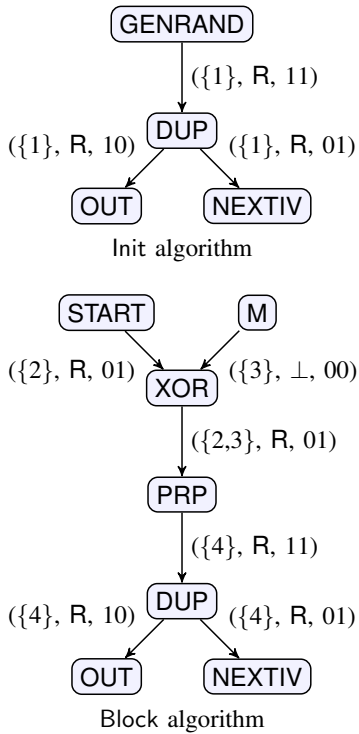 GENRAND
({1}, R, 11)
DUP
({1}, R, 10) ({1}, R, 01)
OUT NEXTIV
Init algorithm
START M
({2}, R, 01) ({3}, ⊥, 00)
XOR
({2,3}, R, 01)
PRP
({4}, R, 11)
DUP
({4}, R, 10) ({4}, R, 01)
OUT NEXTIV
Block algorithm